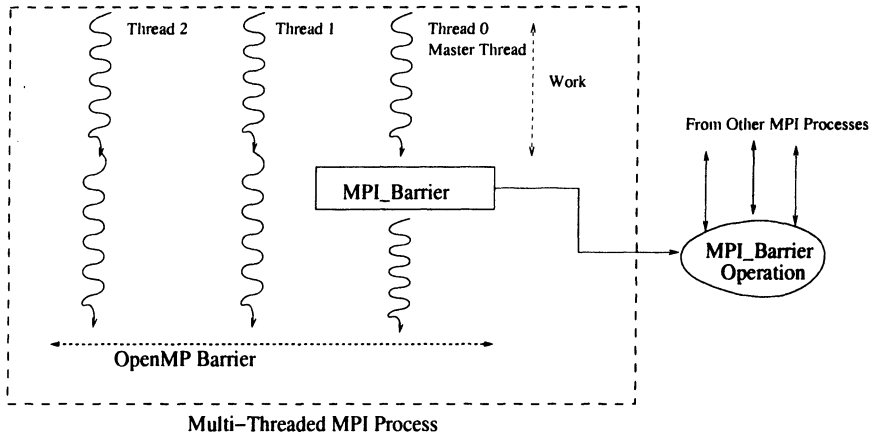 Thread 2
Thread 1
Thread 0
Master Thread
Work
From Other MPI Processes
MPI_Barrier
MPI_Barrier
Operation
OpenMP Barrier
Multi-Threaded MPI Process